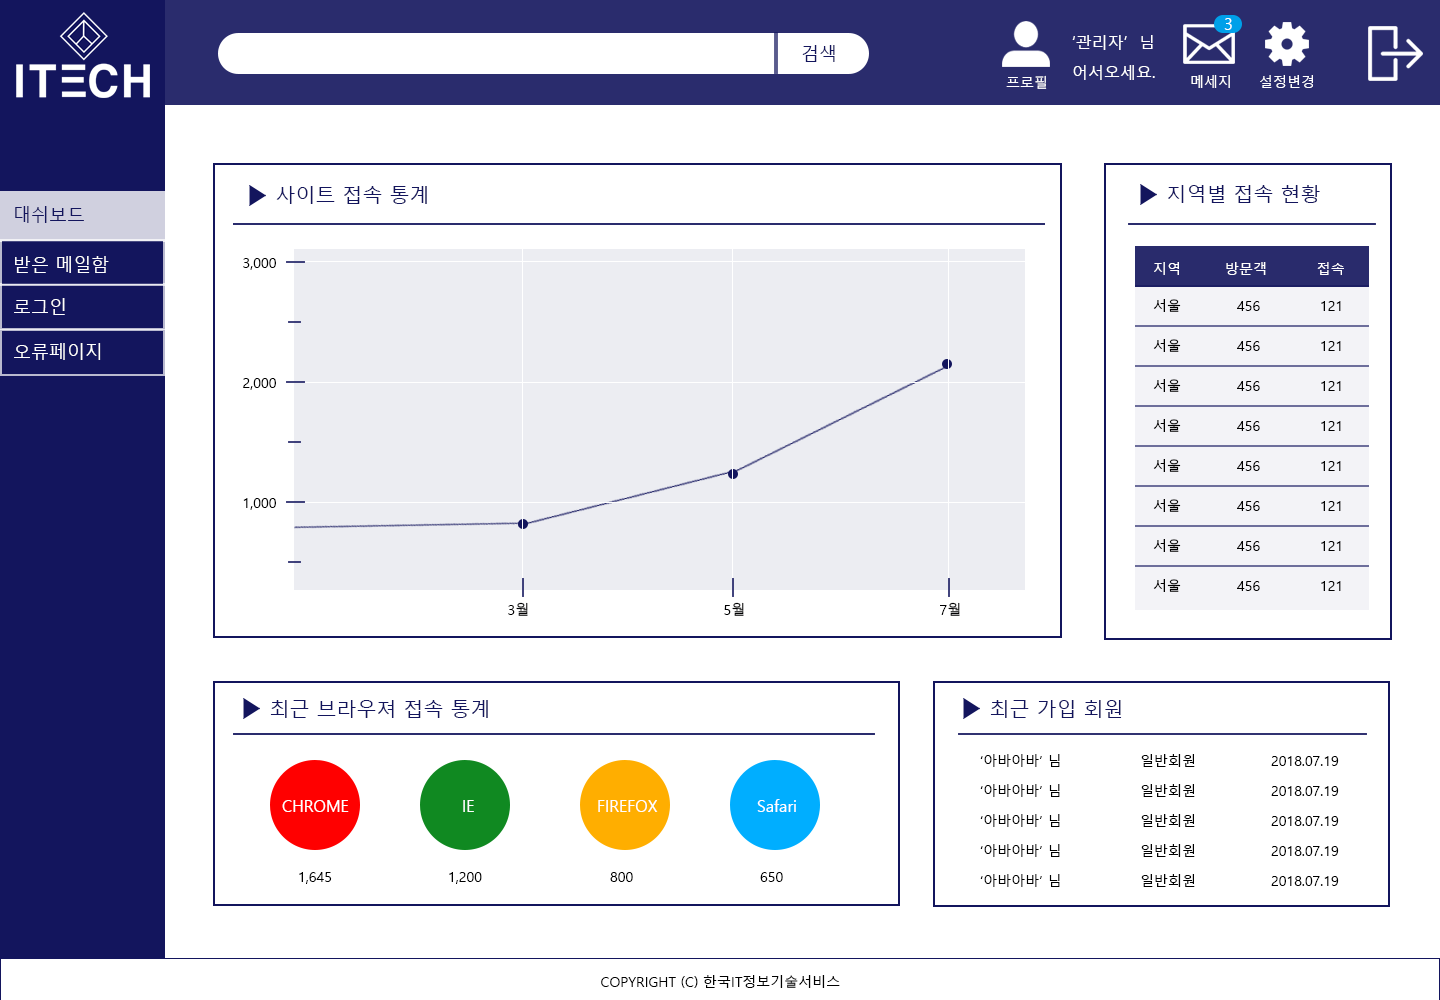 ITECH
검색
프로필
‘관리자’ 님
어서오세요.
3
메세지
설정변경
대쉬보드
받은 메일함
로그인
오류페이지
▶ 사이트 접속 통계
3,000
2,000
1,000
3월 5월 7월
▶ 지역별 접속 현황
지역 방문객 접속
서울 456 121
서울 456 121
서울 456 121
서울 456 121
서울 456 121
서울 456 121
서울 456 121
서울 456 121
▶ 최근 브라우져 접속 통계
CHROME IE FIREFOX Safari
1,645 1,200 800 650
▶ 최근 가입 회원
‘아바아바’ 님 일반회원 2018.07.19
‘아바아바’ 님 일반회원 2018.07.19
‘아바아바’ 님 일반회원 2018.07.19
‘아바아바’ 님 일반회원 2018.07.19
‘아바아바’ 님 일반회원 2018.07.19
COPYRIGHT (C) 한국IT정보기술서비스